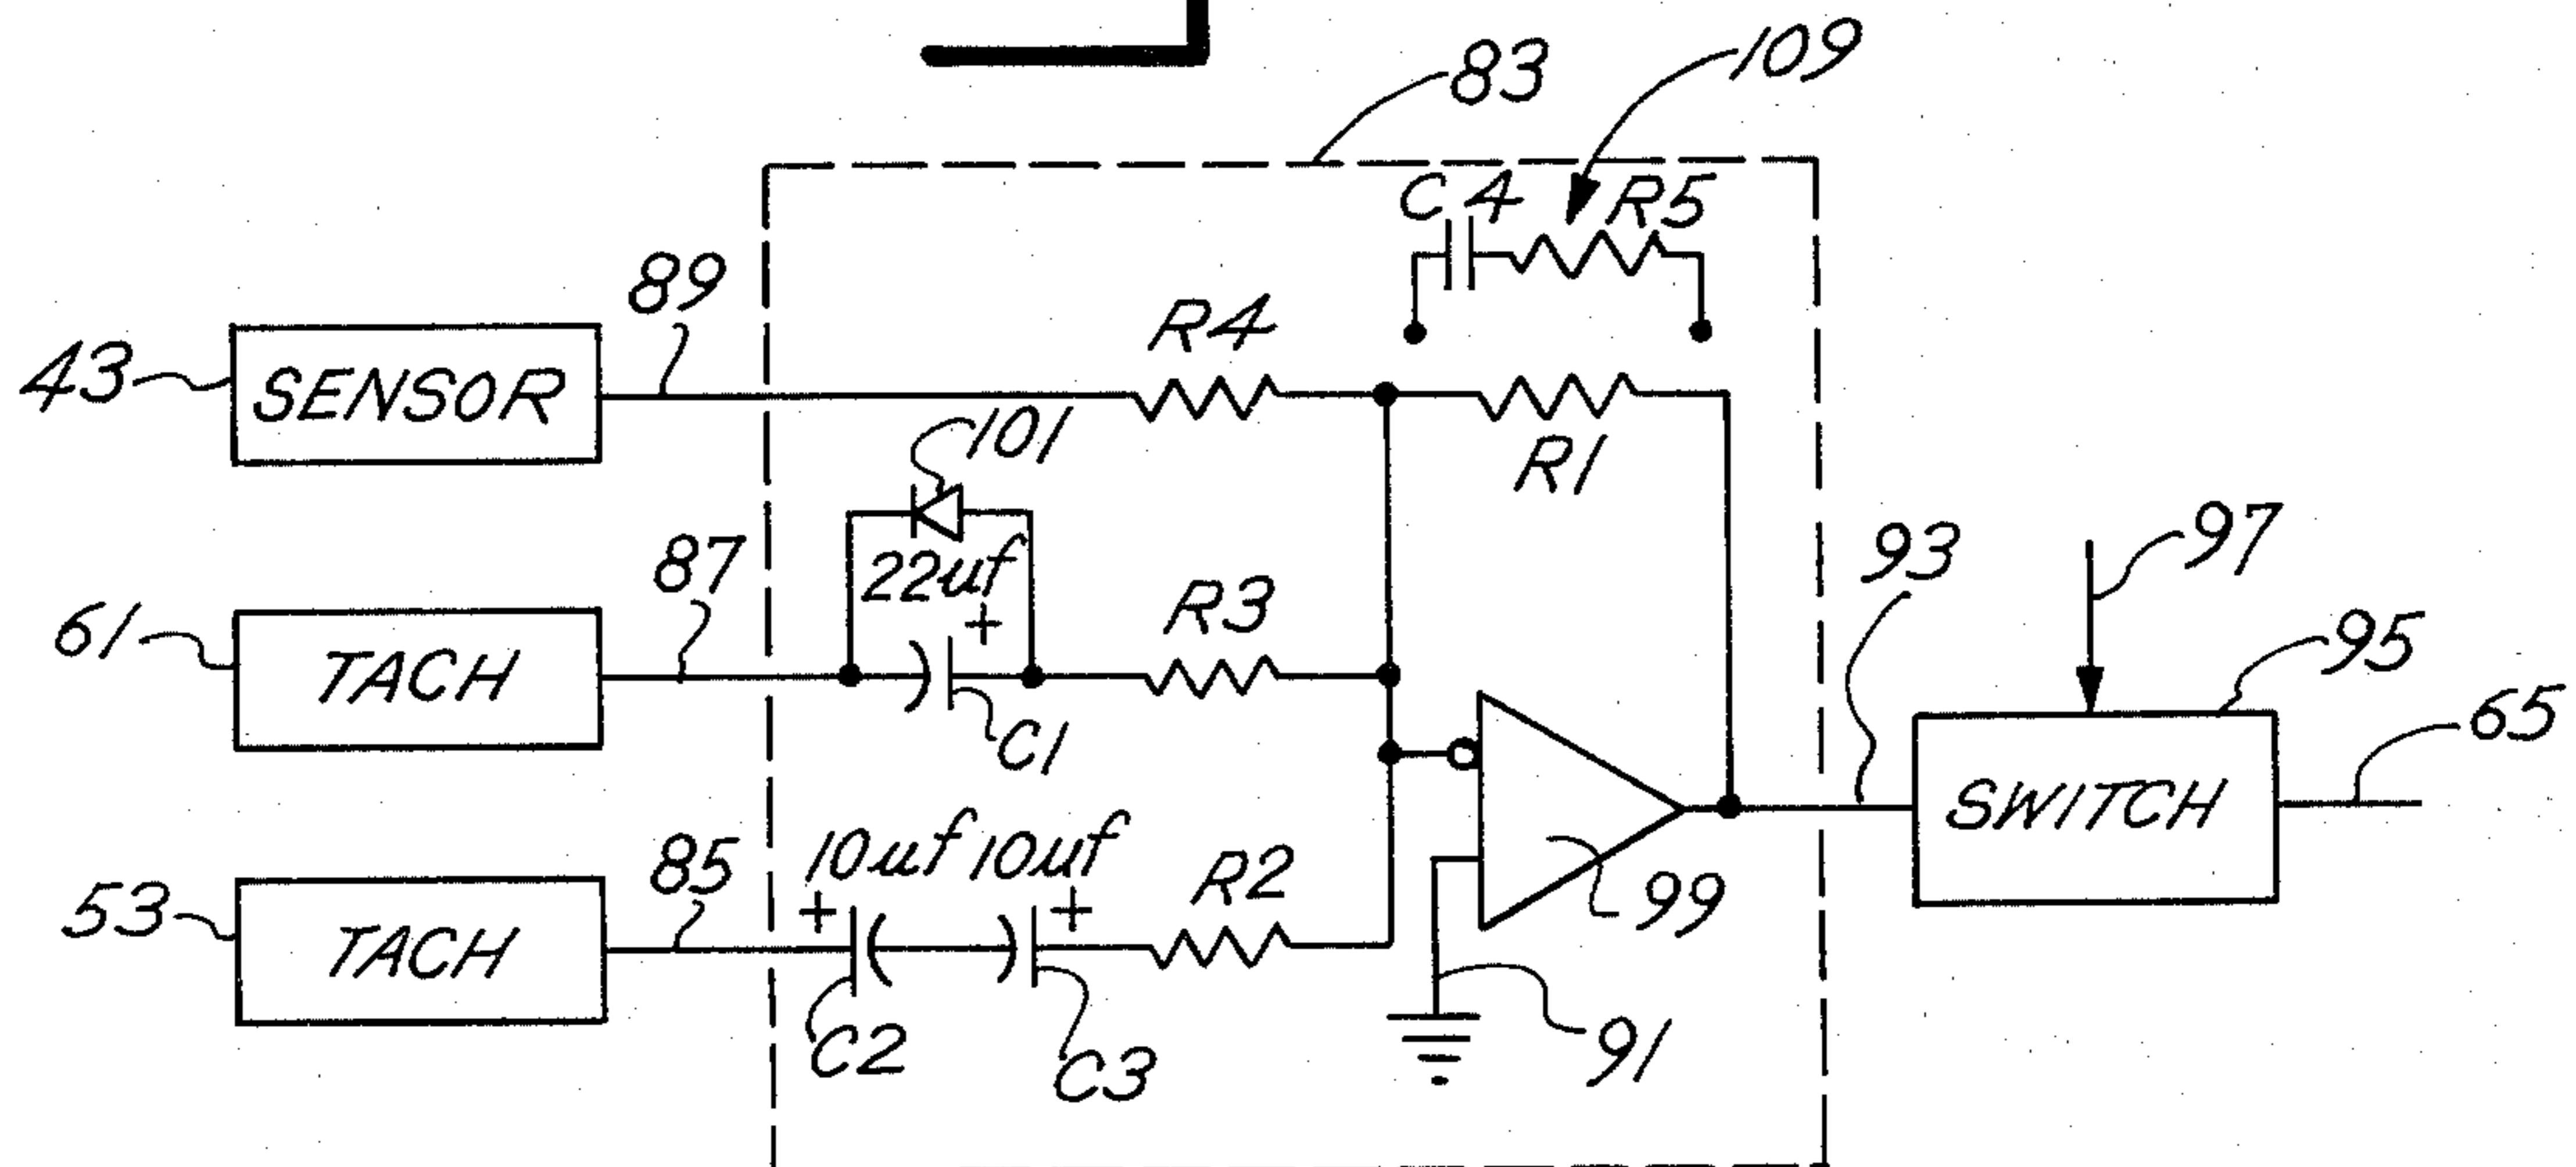 83
109
C4
R5
89
R4
43
SENSOR
101
R1
87
22uf
+
R3
93
97
61
TACH
C1
95
65
SWITCH
85
10uf
10uf
R2
+
+
99
53
TACH
C2
C3
91